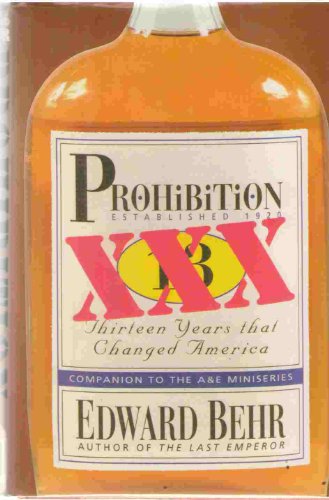 PROHiBiTiON
ESTABLISHED 1920
XXX
13
Thirteen Years that
Changed America
COMPANION TO THE A&E MINISERIES
EDWARD BEHR
AUTHOR OF THE LAST EMPEROR